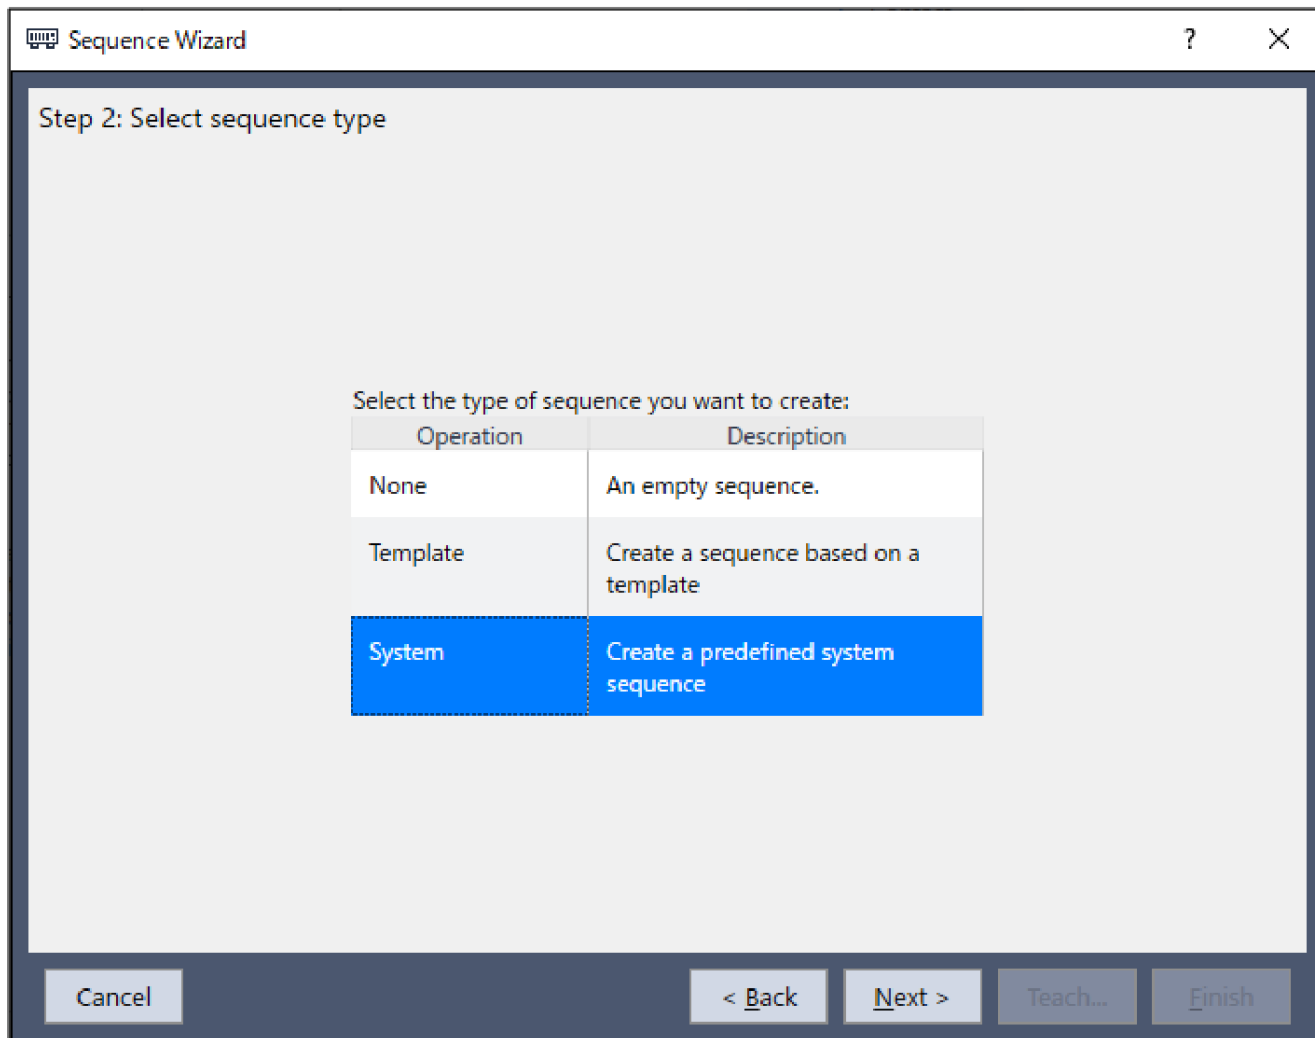 Sequence Wizard
?
Step 2: Select sequence type
Select the type of sequence you want to create:
Operation Description
None An empty sequence.
Template Create a sequence based on a
template
System Create a predefined system
sequence
Cancel < Back Next > Teach... Finish